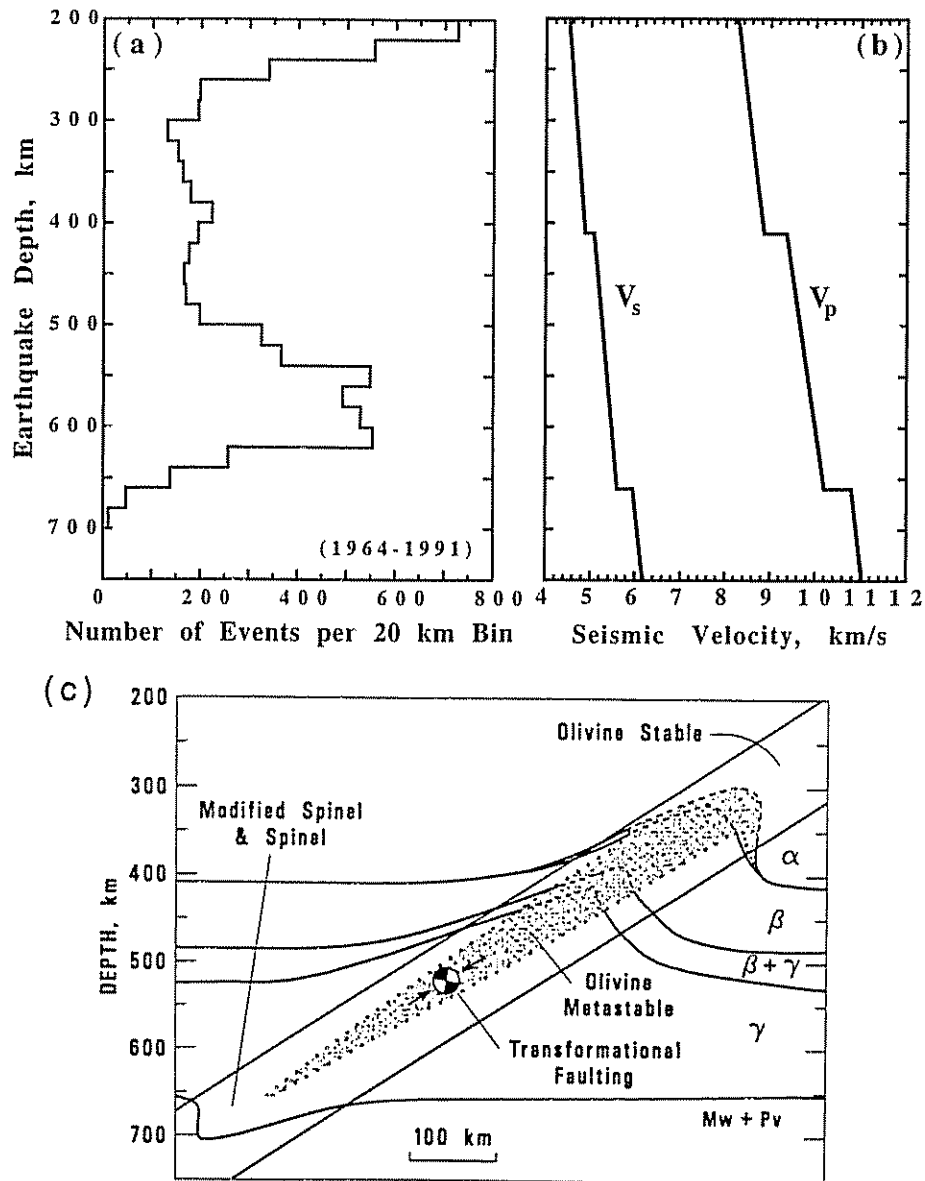 (a)
200
300
400
500
600
700
Earthquake Depth, km
(1964-1991)
0 200 400 600 800
Number of Events per 20 km Bin
(b)
Vs
Vp
4 5 6 7 8 9 10 11 12
Seismic Velocity, km/s
(c)
200
300
400
500
600
700
DEPTH, km
Olivine Stable
Modified Spinel
& Spinel
α
β
β + γ
γ
Olivine
Metastable
Transformational
Faulting
Mw + Pv
100 km